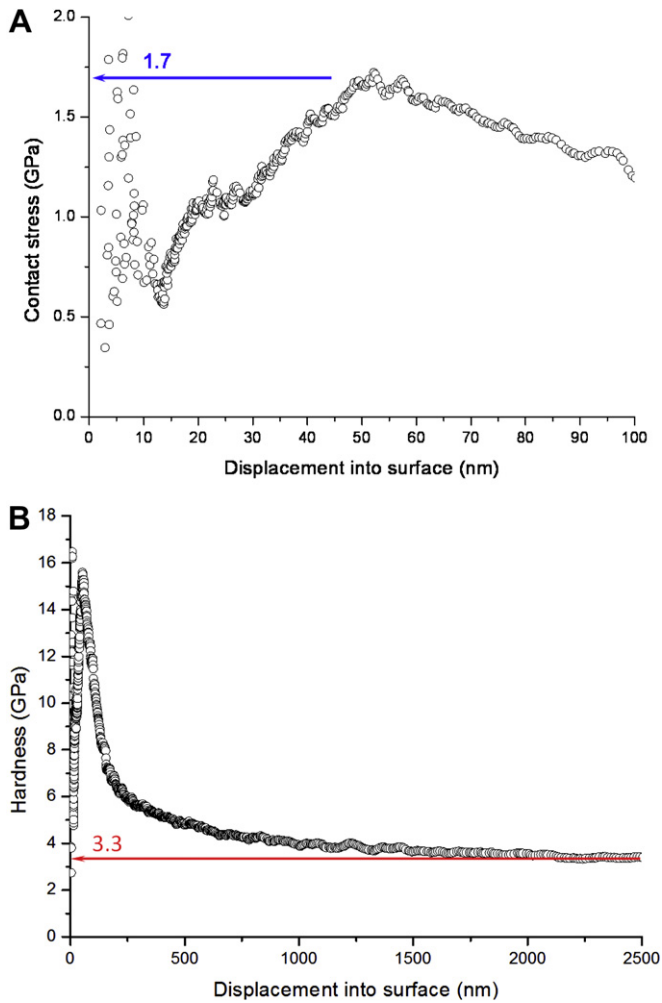 A
2.0
1.7
1.5
1.0
0.5
0.0
Contact stress (GPa)
0 10 20 30 40 50 60 70 80 90 100
Displacement into surface (nm)
B
18
16
14
12
10
8
6
4
3.3
2
0
Hardness (GPa)
0 500 1000 1500 2000 2500
Displacement into surface (nm)